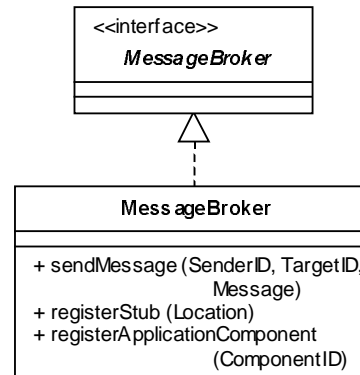 <<interface>>
MessageBroker
MessageBroker
+ sendMessage (SenderID, TargetID,
Message)
+ registerStub (Location)
+ registerApplicationComponent
(ComponentID)